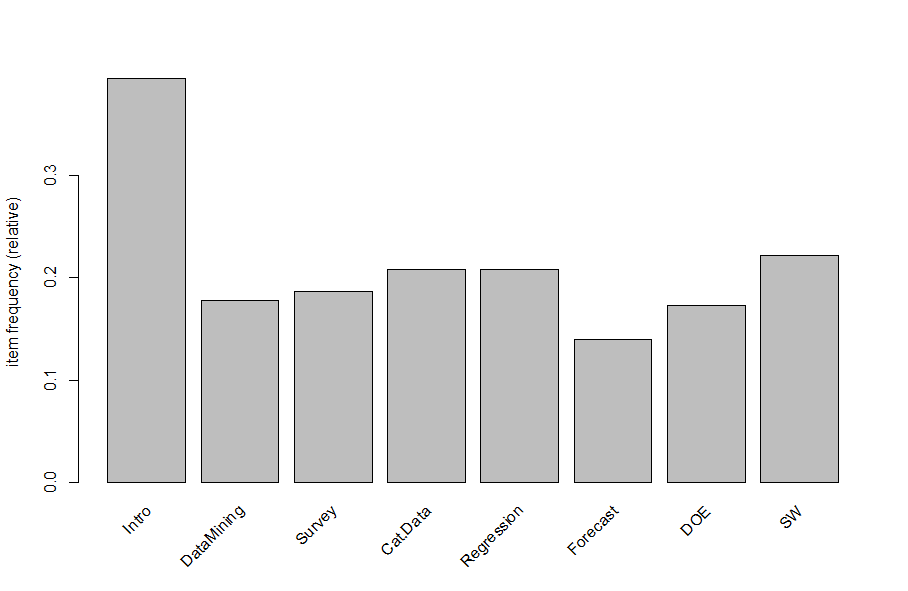 item frequency (relative)
0.3
0.2
0.1
0.0
Intro
DataMining
Survey
Cat.Data
Regression
Forecast
DOE
SW